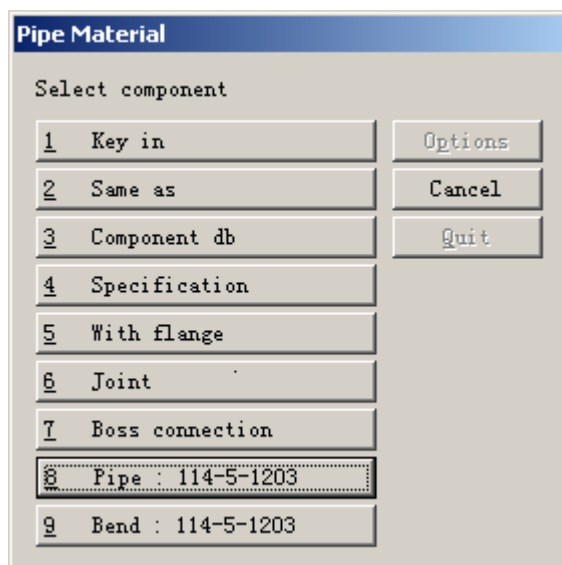 Pipe Material
Select component
1 Key in
Options
2 Same as
Cancel
3 Component db
Quit
4 Specification
5 With flange
6 Joint
7 Boss connection
8 Pipe : 114-5-1203
9 Bend : 114-5-1203